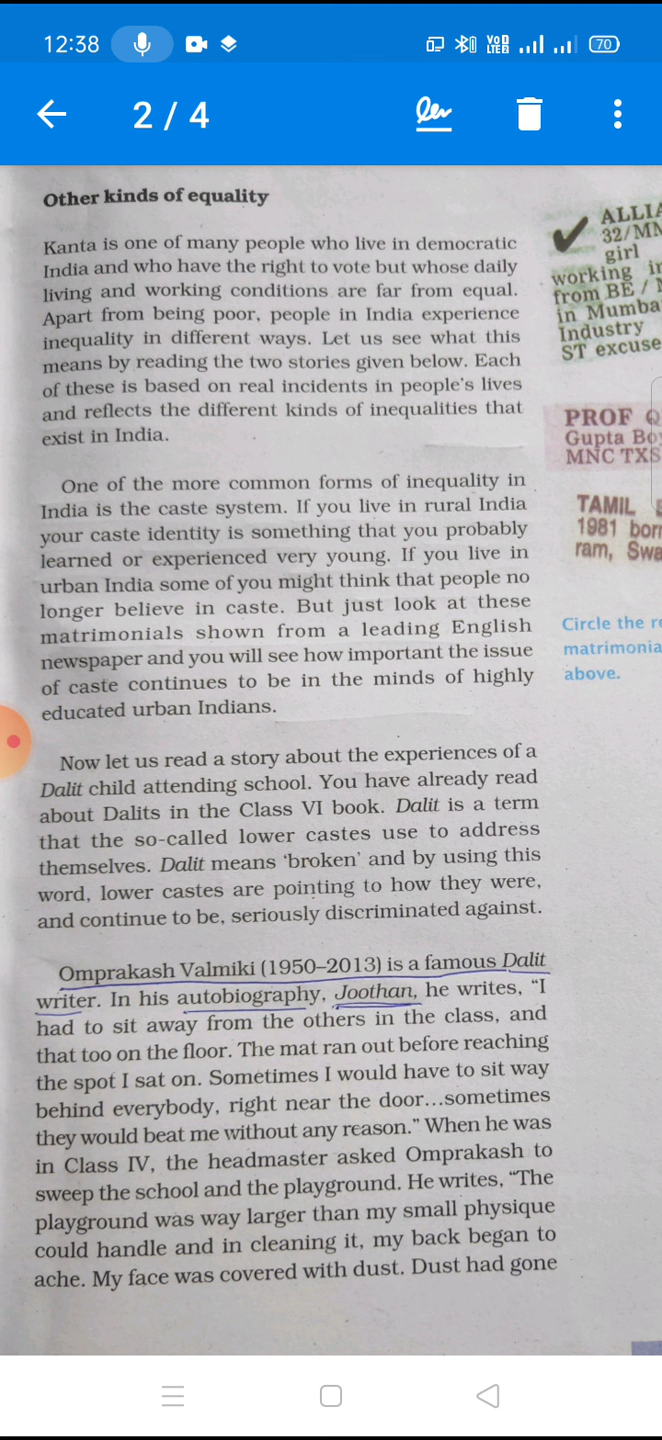 12:38
VoD
LTE2
70
2 / 4
Other kinds of equality
Kanta is one of many people who live in democratic
India and who have the right to vote but whose daily
living and working conditions are far from equal.
Apart from being poor, people in India experience
inequality in different ways. Let us see what this
means by reading the two stories given below. Each
of these is based on real incidents in people's lives
and reflects the different kinds of inequalities that
exist in India.
One of the more common forms of inequality in
India is the caste system. If you live in rural India
your caste identity is something that you probably
learned or experienced very young. If you live in
urban India some of you might think that people no
longer believe in caste. But just look at these
matrimonials shown from a leading English
newspaper and you will see how important the issue
of caste continues to be in the minds of highly
educated urban Indians.
Now let us read a story about the experiences of a
Dalit child attending school. You have already read
about Dalits in the Class VI book. Dalit is a term
that the so-called lower castes use to address
themselves. Dalit means 'broken' and by using this
word, lower castes are pointing to how they were,
and continue to be, seriously discriminated against.
Omprakash Valmiki (1950–2013) is a famous Dalit
writer. In his autobiography, Joothan, he writes, “I
had to sit away from the others in the class, and
that too on the floor. The mat ran out before reaching
the spot I sat on. Sometimes I would have to sit way
behind everybody, right near the door...sometimes
they would beat me without any reason.” When he was
in Class IV, the headmaster asked Omprakash to
sweep the school and the playground. He writes, “The
playground was way larger than my small physique
could handle and in cleaning it, my back began to
ache. My face was covered with dust. Dust had gone
ALLIA
32/MN
girl
working in
from BE /
in Mumba
Industry
ST excuse
PROF
Gupta Bo
MNC TXS
TAMIL
1981 born
ram, Swa
Circle the re
matrimonia
above.